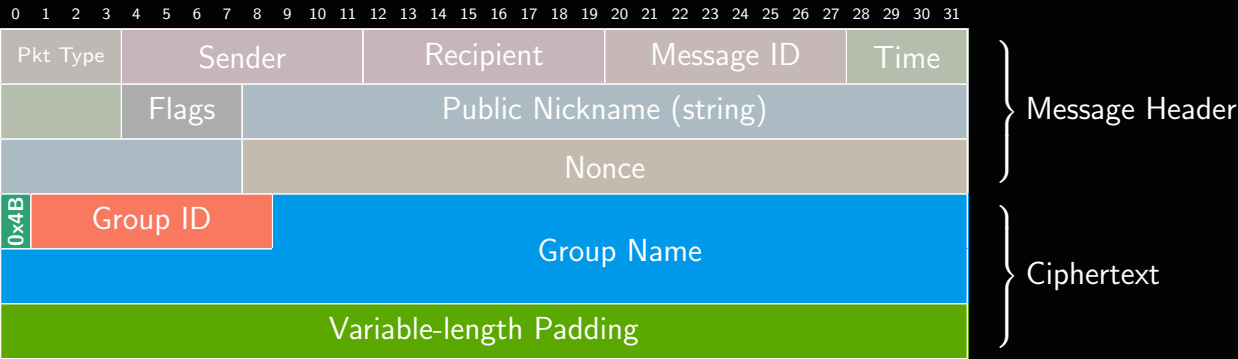 0 1 2 3 4 5 6 7 8 9 10 11 12 13 14 15 16 17 18 19 20 21 22 23 24 25 26 27 28 29 30 31
Pkt Type Sender Recipient Message ID Time
Flags Public Nickname (string)
Message Header
Nonce
0x4B Group ID
Group Name
Ciphertext
Variable-length Padding